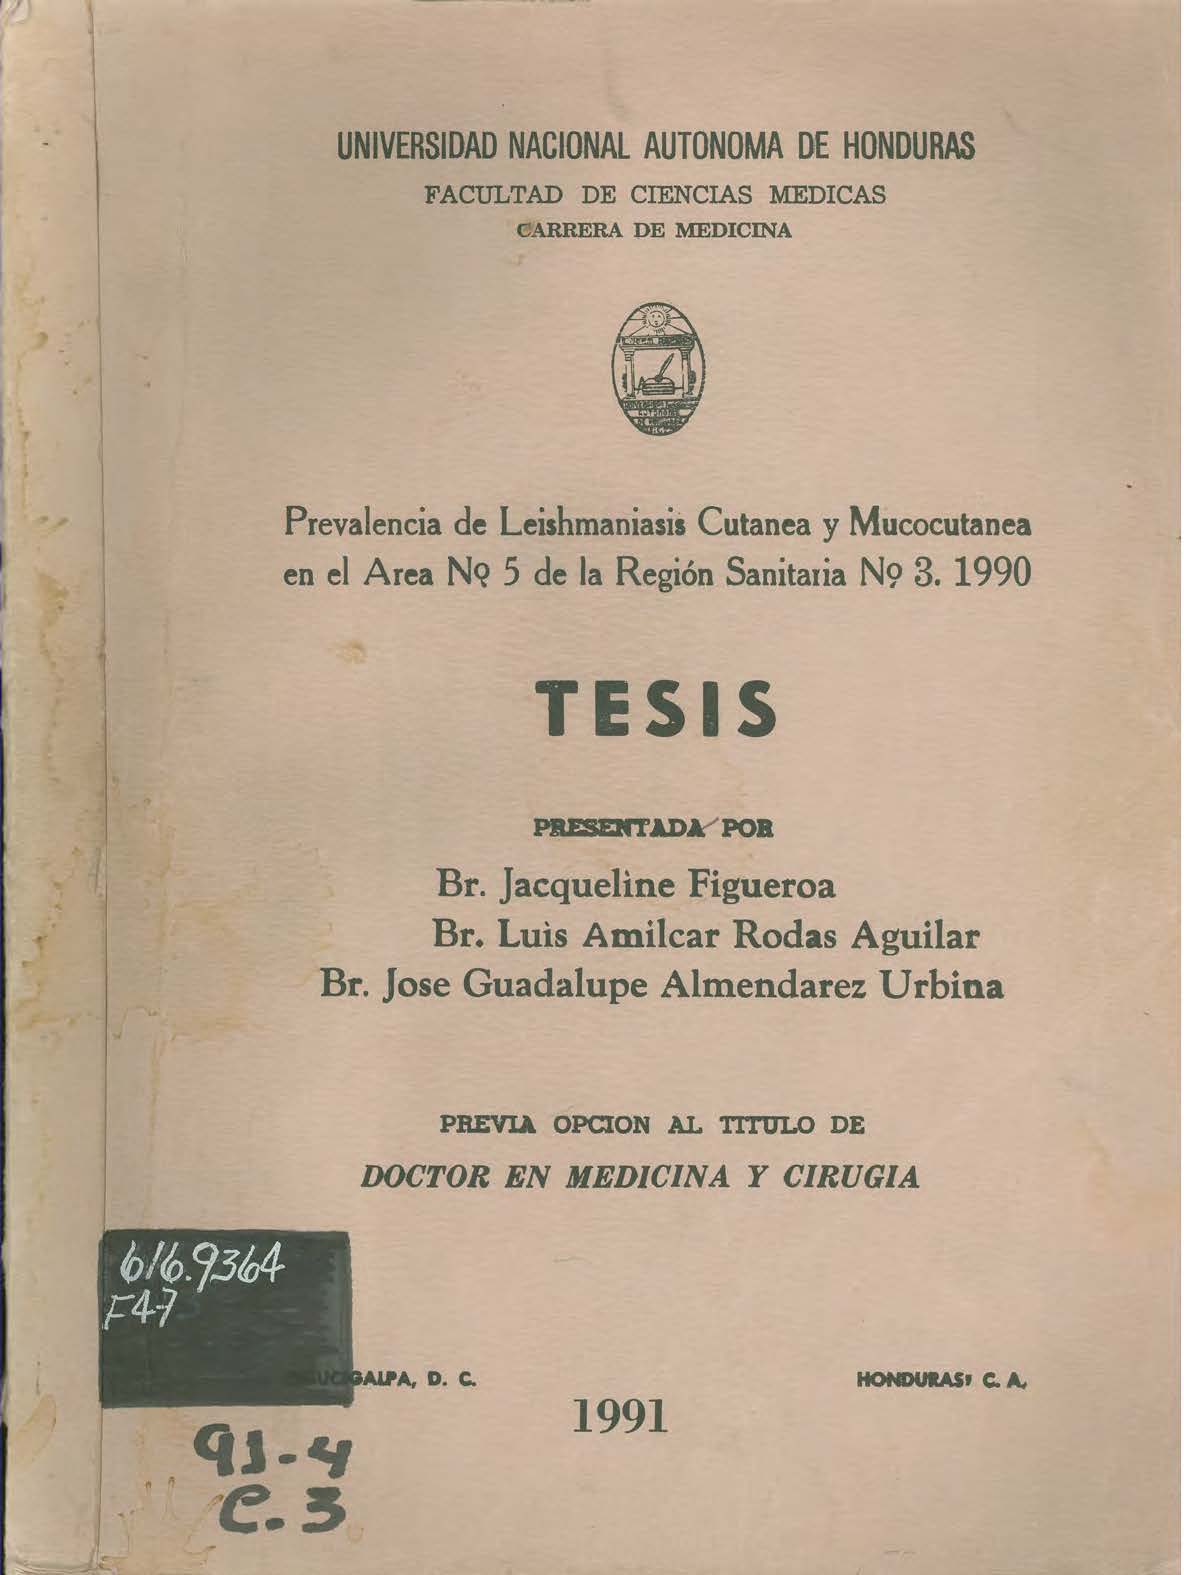 UNIVERSIDAD NACIONAL AUTONOMA DE HONDURAS
FACULTAD DE CIENCIAS MEDICAS
CARRERA DE MEDICINA
Prevalencia de Leishmaniasis Cutanea y Mucocutanea
en el Area Nº 5 de la Región Sanitaria Nº 3. 1990
TESIS
PRESENTADA POR
Br. Jacqueline Figueroa
Br. Luis Amilcar Rodas Aguilar
Br. Jose Guadalupe Almendarez Urbina
PREVIA OPCION AL TITULO DE
DOCTOR EN MEDICINA Y CIRUGIA
616.9364
F47
UCIGALPA, D. C. HONDURAS, C. A.
1991
91-4
C.3